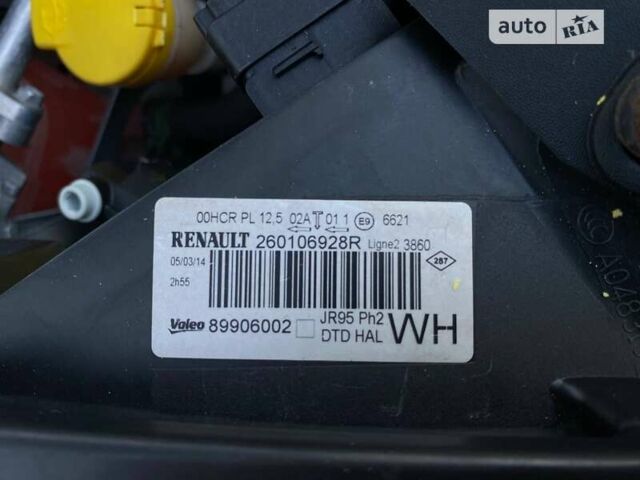 auto RIA
00HCR PL 12,5 02A T 01 1 E9 6621
RENAULT 260106928R Ligne2 3860
05/03/14
2h55
287
Valeo 89906002 JR95 Ph2
DTD HAL
WH